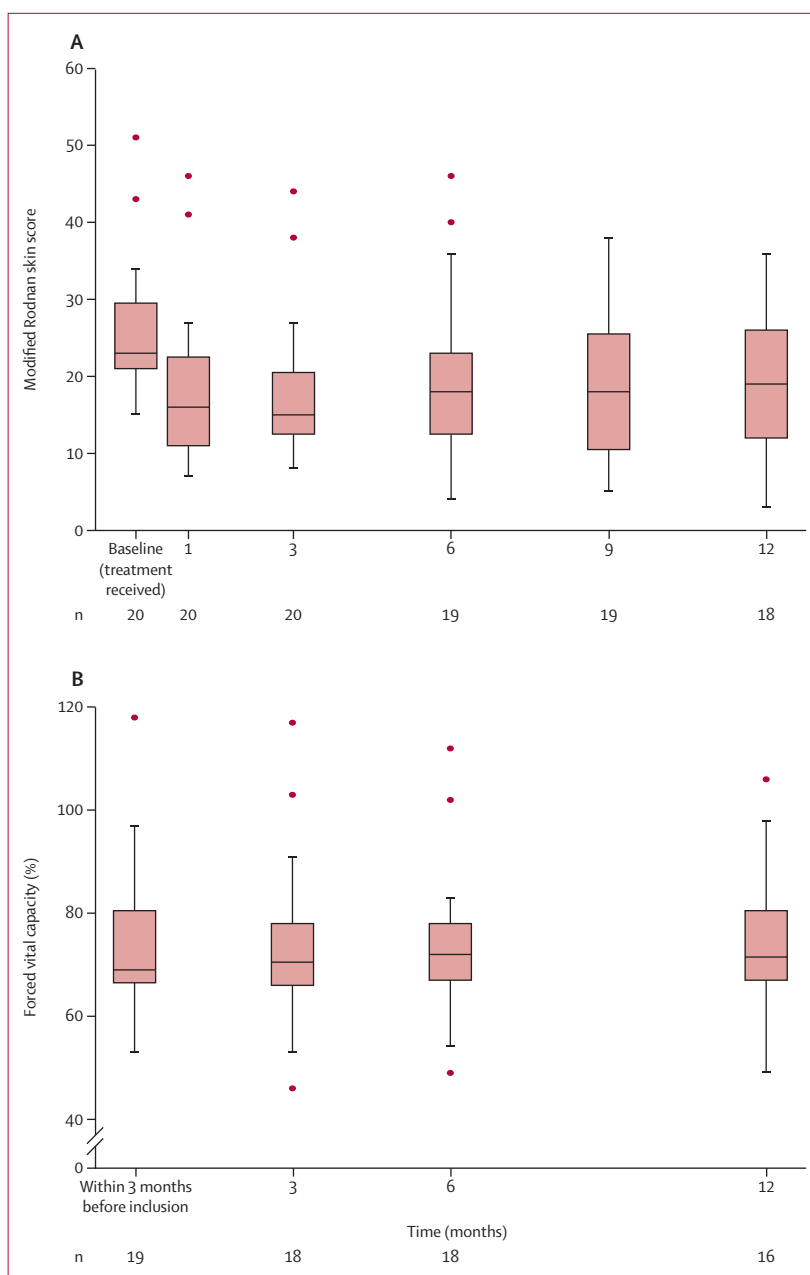 A
60
50
40
30
20
10
0
Modified Rodnan skin score
Baseline 1 3 6 9 12
(treatment
received)
n 20 20 20 19 19 18
B
120
100
80
60
40
0
Forced vital capacity (%)
Within 3 months 3 6 12
before inclusion
Time (months)
n 19 18 18 16